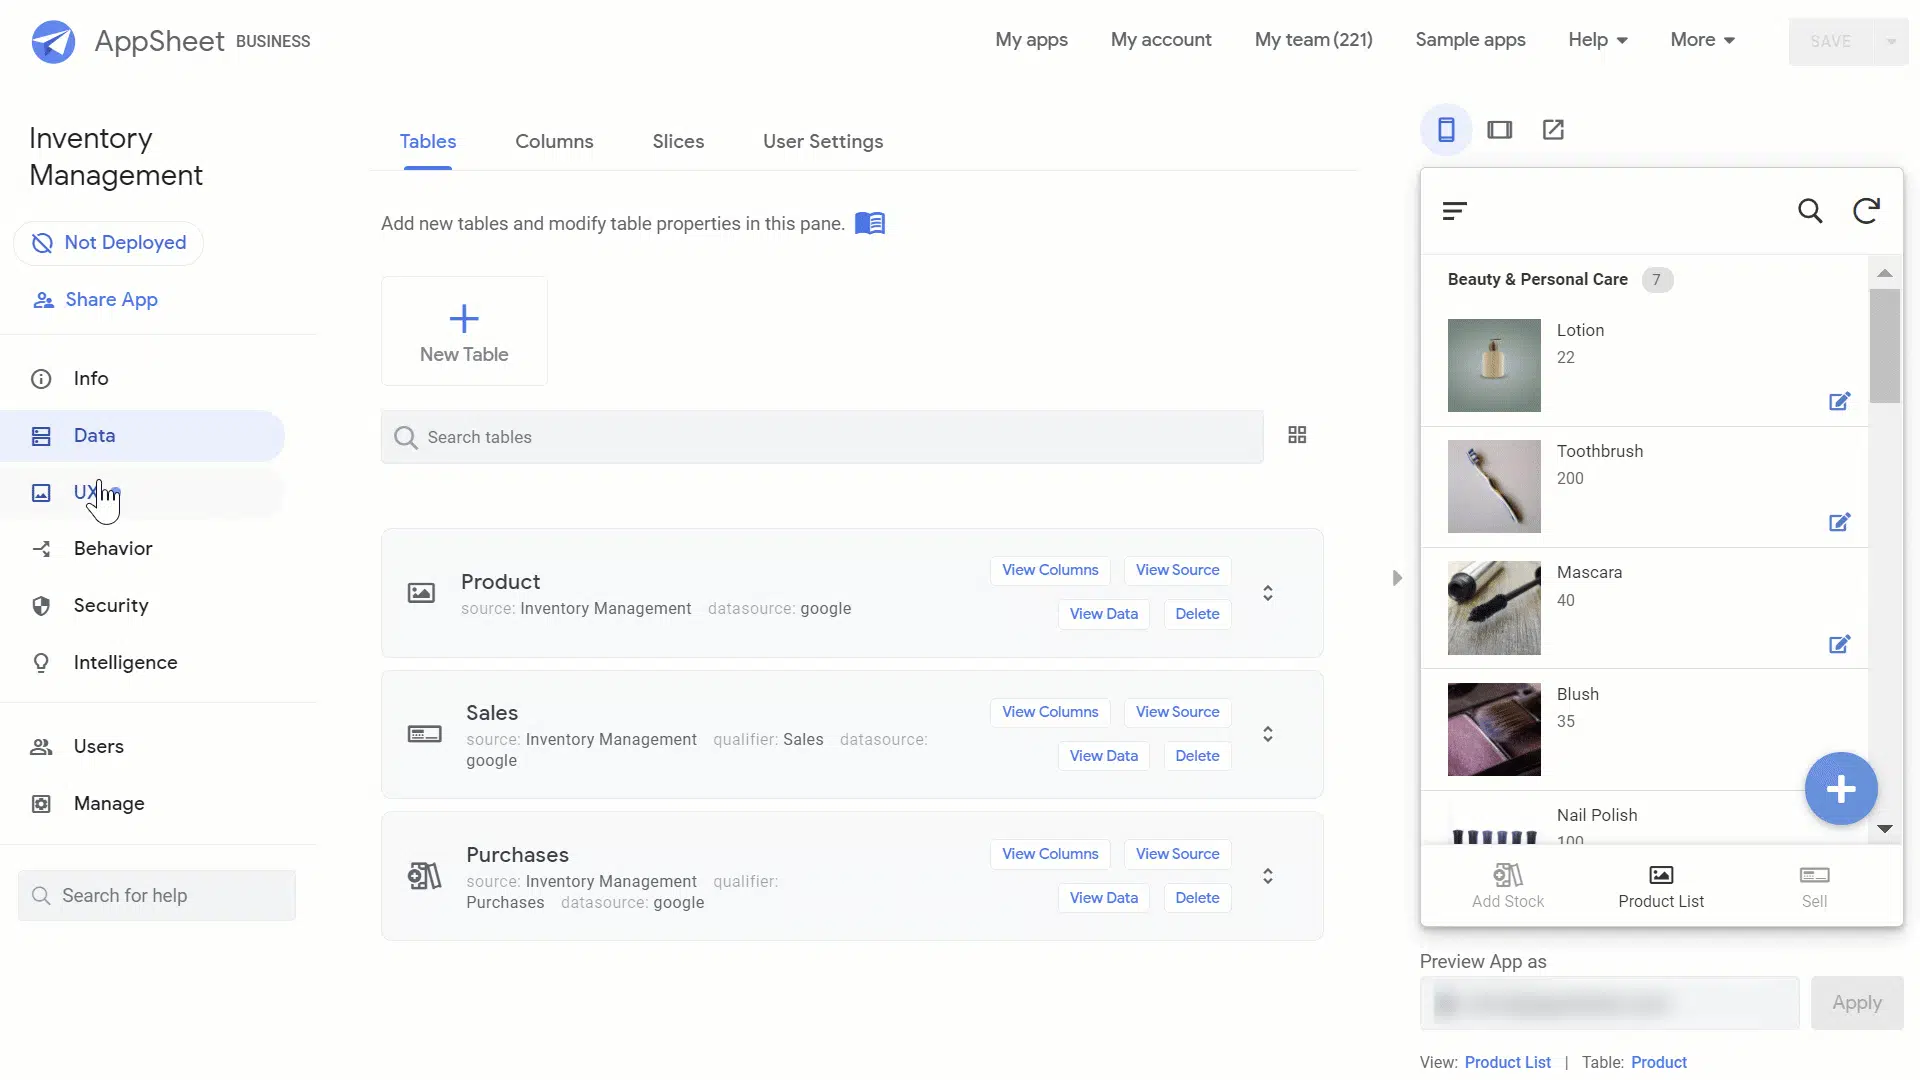 AppSheet BUSINESS
My apps
My account
My team (221)
Sample apps
Help
More
SAVE
Inventory
Management
Not Deployed
Share App
Info
Data
UX
Behavior
Security
Intelligence
Users
Manage
Search for help
Tables
Columns
Slices
User Settings
Add new tables and modify table properties in this pane.
New Table
Search tables
Product
source: Inventory Management datasource: google
View Columns
View Source
View Data
Delete
Sales
source: Inventory Management qualifier: Sales datasource:
google
View Columns
View Source
View Data
Delete
Purchases
source: Inventory Management qualifier:
Purchases datasource: google
View Columns
View Source
View Data
Delete
Beauty & Personal Care 7
Lotion
22
Toothbrush
200
Mascara
40
Blush
35
Nail Polish
100
Add Stock
Product List
Sell
Preview App as
Apply
View: Product List | Table: Product